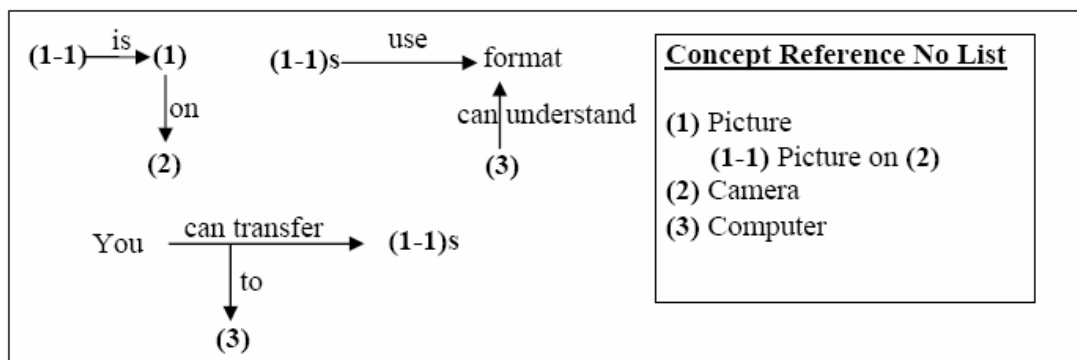 (1-1) is (1)
on
(2)
(1-1)s use format
can understand
(3)
You can transfer (1-1)s
to
(3)
Concept Reference No List
(1) Picture
(1-1) Picture on (2)
(2) Camera
(3) Computer